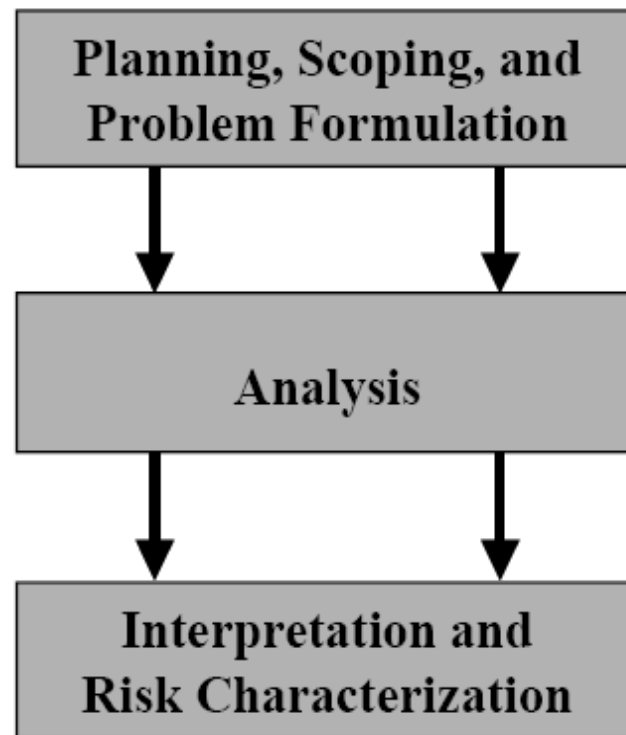 Planning, Scoping, and
Problem Formulation
Analysis
Interpretation and
Risk Characterization